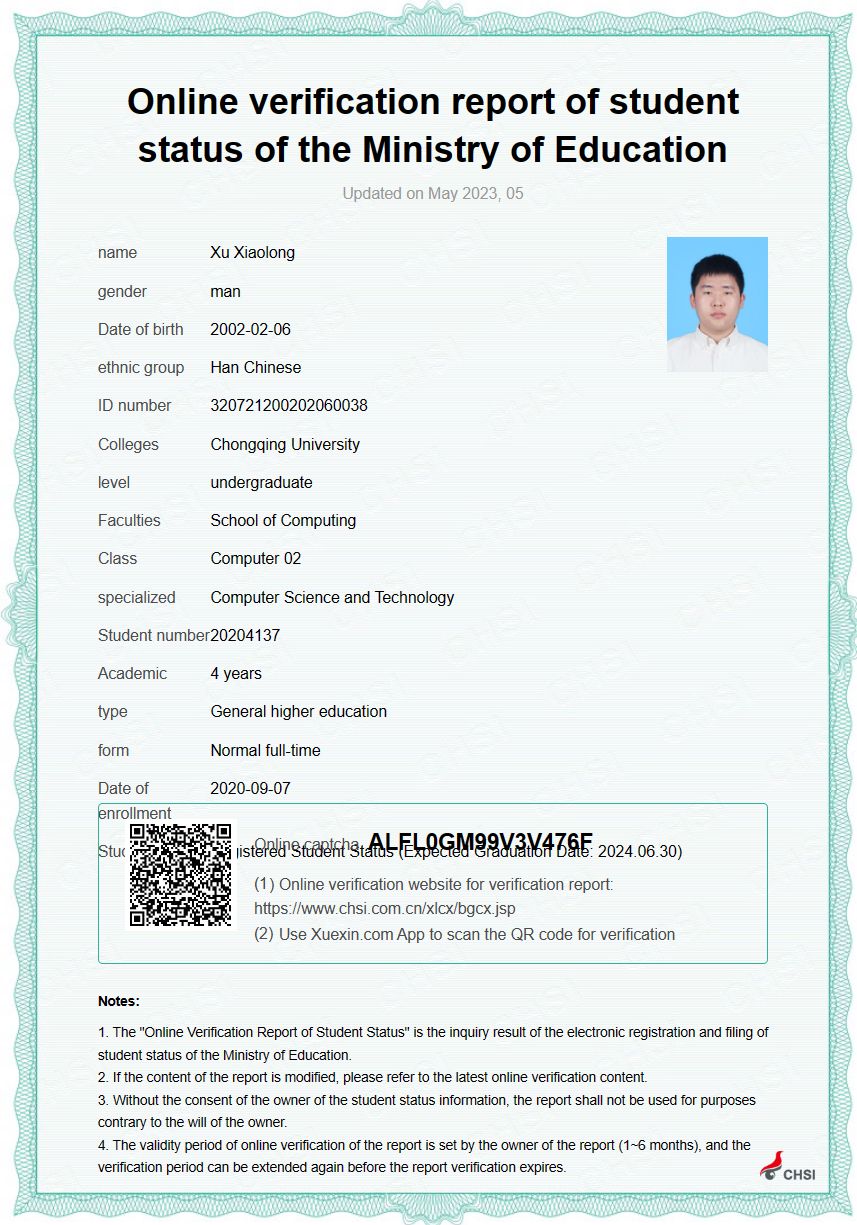 Online verification report of student
status of the Ministry of Education
Updated on May 2023, 05
name Xu Xiaolong
gender man
Date of birth 2002-02-06
ethnic group Han Chinese
ID number 320721200202060038
Colleges Chongqing University
level undergraduate
Faculties School of Computing
Class Computer 02
specialized Computer Science and Technology
Student number20204137
Academic 4 years
type General higher education
form Normal full-time
Date of 2020-09-07
enrollment
Online captcha ALFL0GM99V3V476F
Student Status (Expected Graduation Date: 2024.06.30)
(1) Online verification website for verification report:
https://www.chsi.com.cn/xlcx/bgcx.jsp
(2) Use Xuexin.com App to scan the QR code for verification
Notes:
1. The "Online Verification Report of Student Status" is the inquiry result of the electronic registration and filing of
student status of the Ministry of Education.
2. If the content of the report is modified, please refer to the latest online verification content.
3. Without the consent of the owner of the student status information, the report shall not be used for purposes
contrary to the will of the owner.
4. The validity period of online verification of the report is set by the owner of the report (1~6 months), and the
verification period can be extended again before the report verification expires.
CHSI